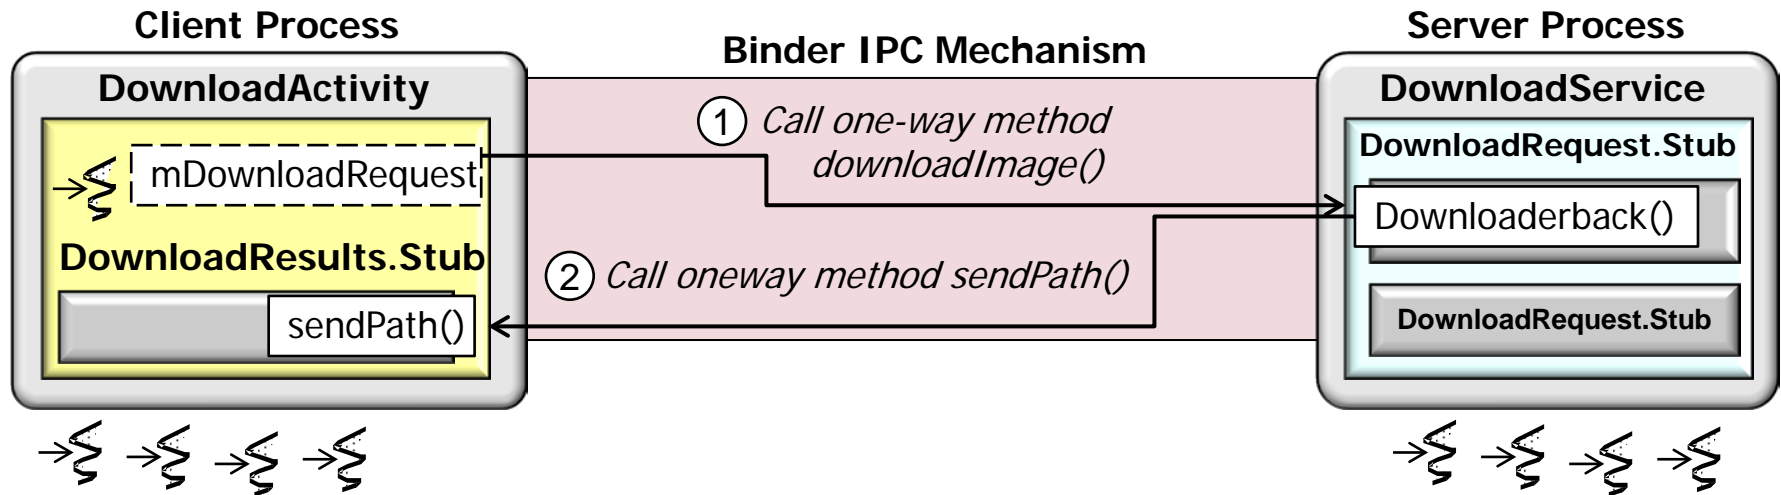 Client Process
Binder IPC Mechanism
Server Process
DownloadActivity
mDownloadRequest
DownloadResults.Stub
sendPath()
1 Call one-way method
downloadImage()
2 Call oneway method sendPath()
DownloadService
DownloadRequest.Stub
Downloaderback()
DownloadRequest.Stub